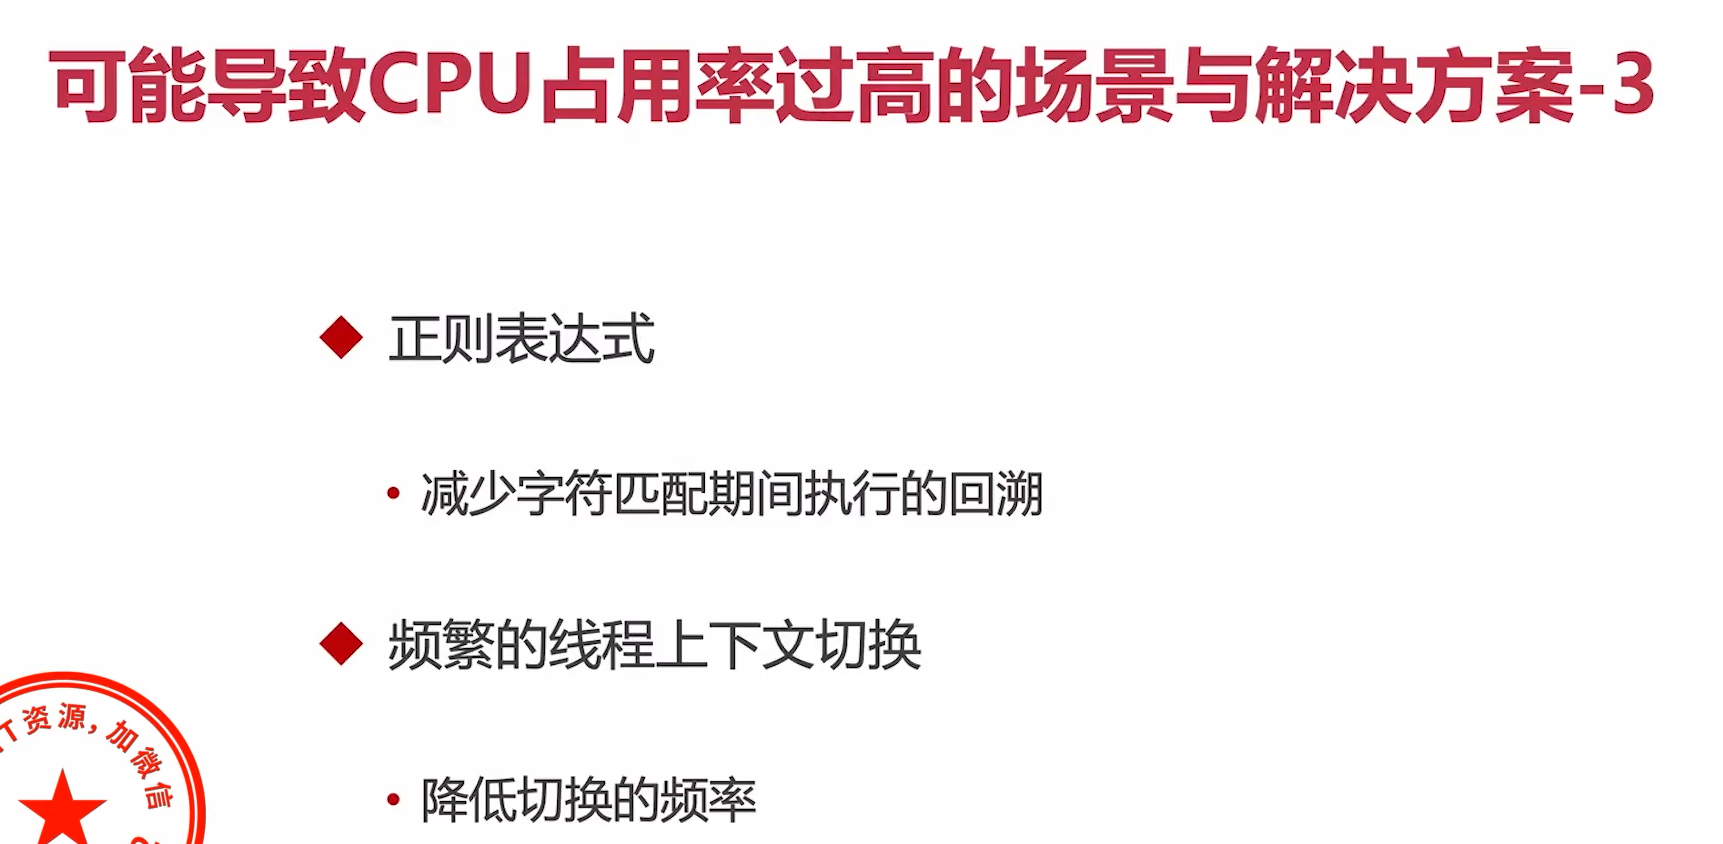 可能导致CPU占用率过高的场景与解决方案-3
正则表达式
减少字符匹配期间执行的回溯
频繁的线程上下文切换
降低切换的频率
T资源,加微信